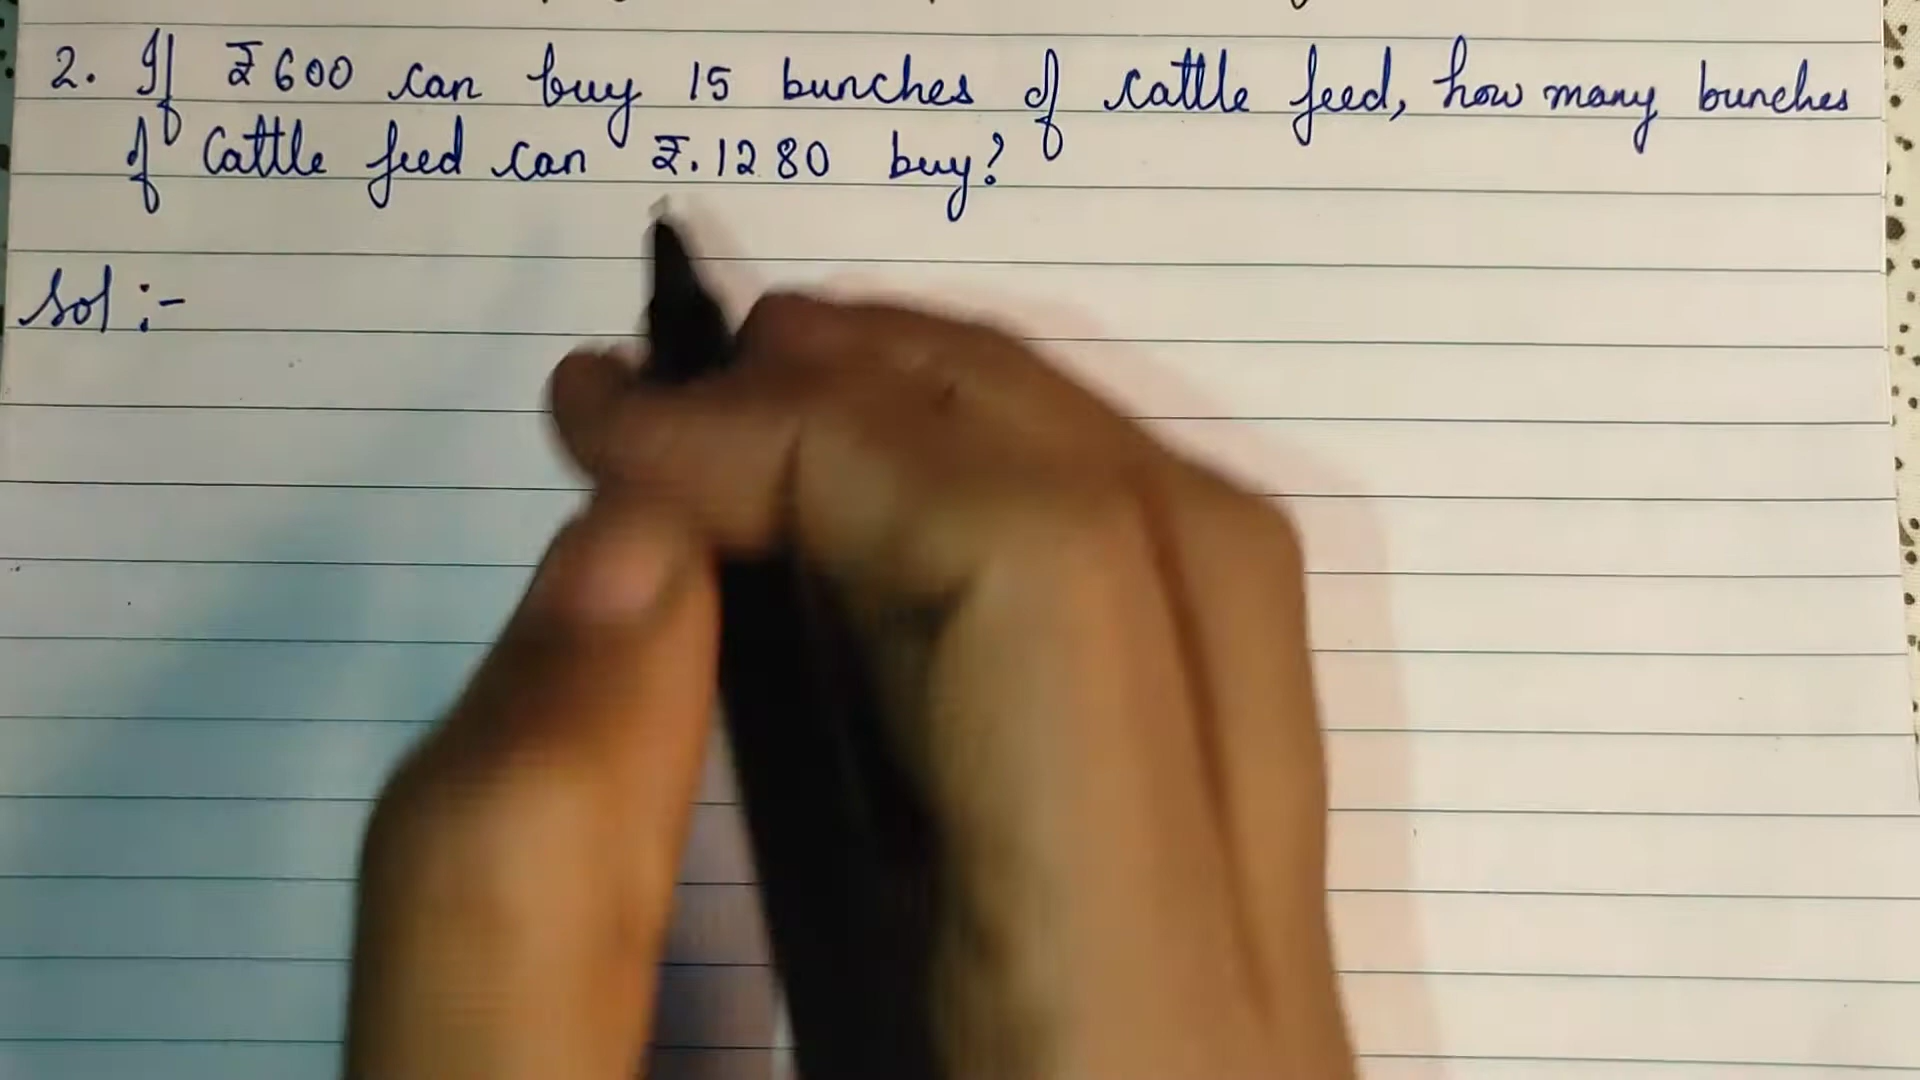 2. If ₹600 can buy 15 bunches of cattle feed, how many bunches
of Cattle feed can ₹.1280 buy?
Sol :-